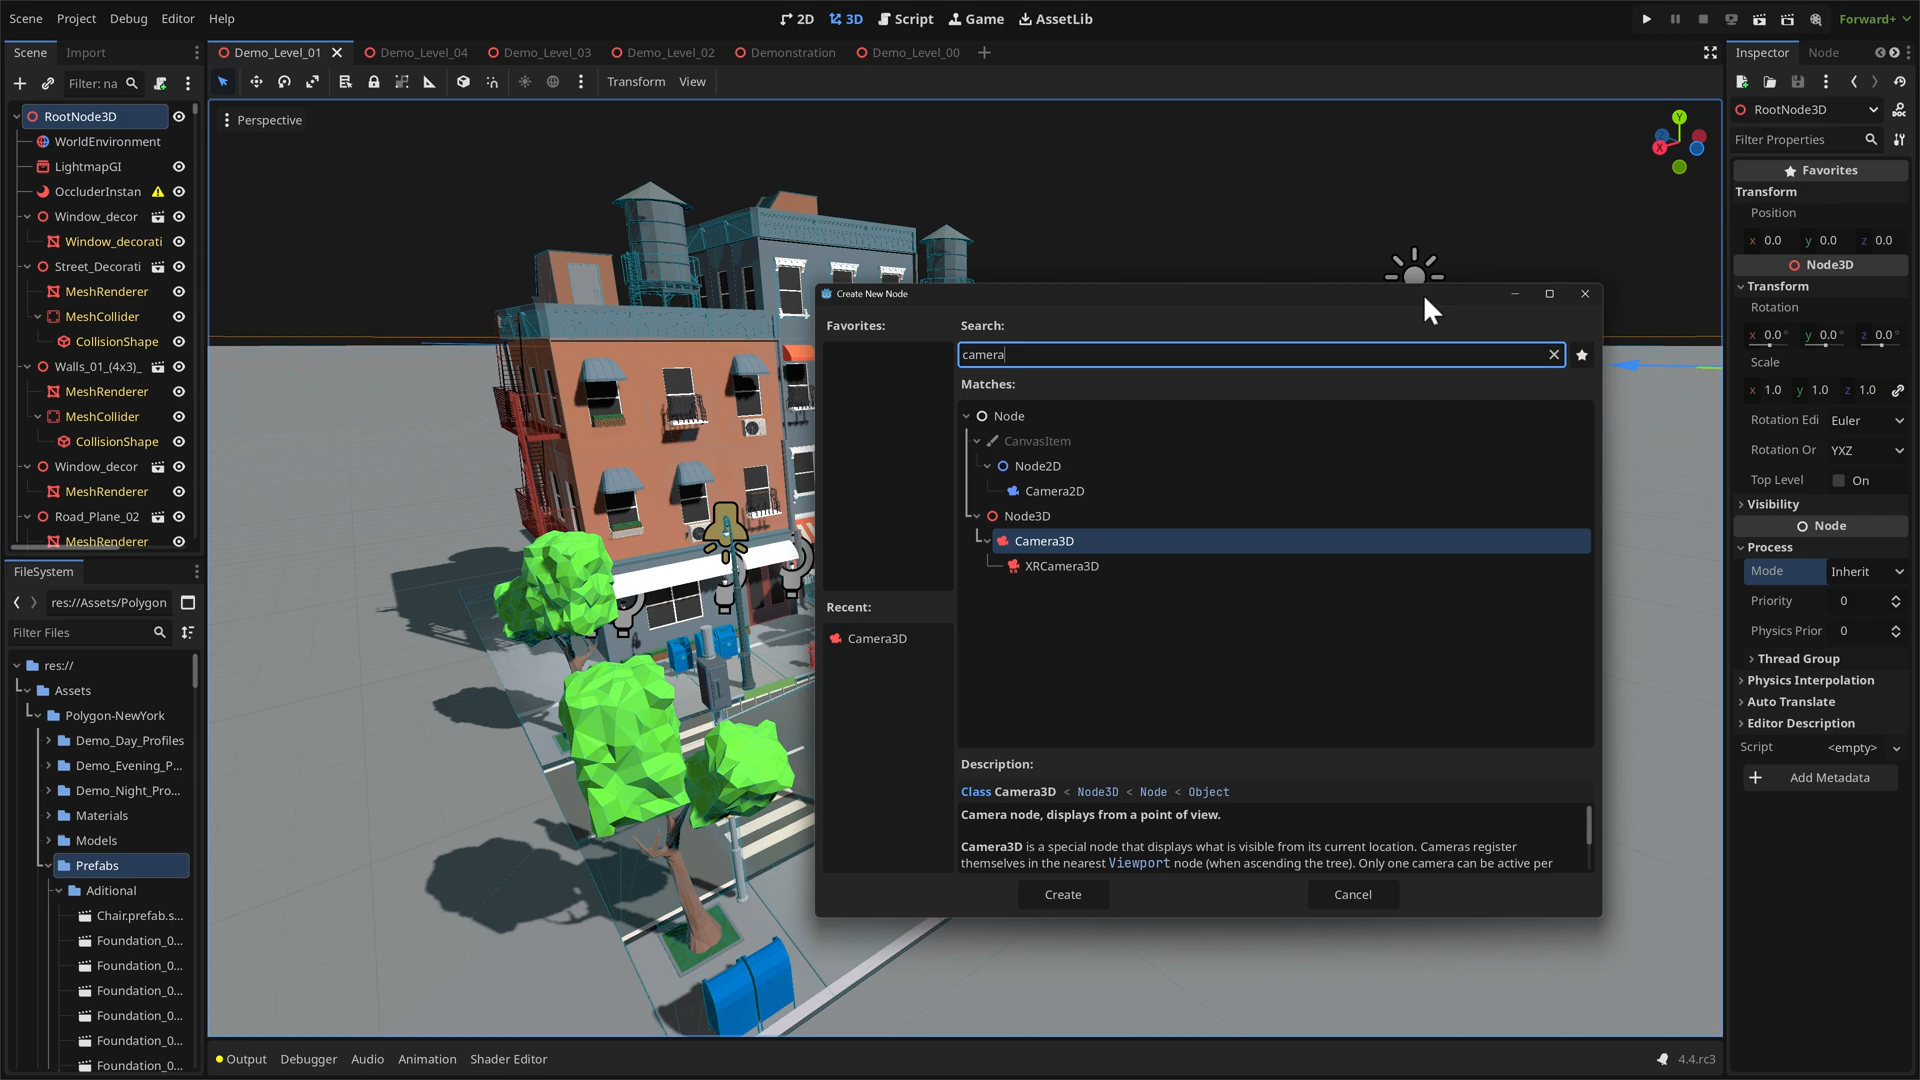 Scene Project Debug Editor Help
2D 3D Script Game AssetLib
Forward+
Scene Import
Filter: na
RootNode3D
WorldEnvironment
LightmapGI
OccluderInstan
Window_decor
Window_decorati
Street_Decorati
MeshRenderer
MeshCollider
CollisionShape
Walls_01_(4x3)_
MeshRenderer
MeshCollider
CollisionShape
Window_decor
MeshRenderer
Road_Plane_02
MeshRenderer
FileSystem
res://Assets/Polygon
Filter Files
res://
Assets
Polygon-NewYork
Demo_Day_Profiles
Demo_Evening_P...
Demo_Night_Pro...
Materials
Models
Prefabs
Aditional
Chair.prefab.s...
Foundation_0...
Foundation_0...
Foundation_0...
Foundation_0...
Foundation_0...
Foundation_0...
Demo_Level_01 Demo_Level_04 Demo_Level_03 Demo_Level_02 Demonstration Demo_Level_00
Transform View
Perspective
Y
X
Z
Create New Node
Favorites:
Recent:
Camera3D
Search:
camera
Matches:
Node
CanvasItem
Node2D
Camera2D
Node3D
Camera3D
XRCamera3D
Description:
Class Camera3D < Node3D < Node < Object
Camera node, displays from a point of view.
Camera3D is a special node that displays what is visible from its current location. Cameras register
themselves in the nearest Viewport node (when ascending the tree). Only one camera can be active per
Create Cancel
Output Debugger Audio Animation Shader Editor
4.4.rc3
Inspector Node
RootNode3D
Filter Properties
Favorites
Transform
Position
x 0.0 y 0.0 z 0.0
Node3D
Transform
Rotation
x 0.0 ° y 0.0 ° z 0.0 °
Scale
x 1.0 y 1.0 z 1.0
Rotation Edi Euler
Rotation Or YXZ
Top Level On
Visibility
Node
Process
Mode Inherit
Priority 0
Physics Prior 0
Thread Group
Physics Interpolation
Auto Translate
Editor Description
Script <empty>
Add Metadata